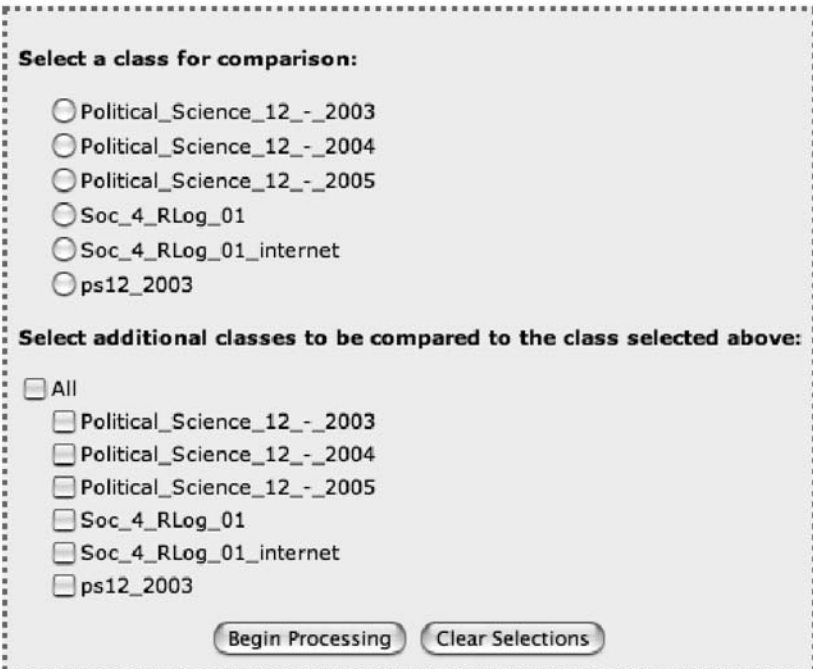 Select a class for comparison:
Political_Science_12_-_2003
Political_Science_12_-_2004
Political_Science_12_-_2005
Soc_4_RLog_01
Soc_4_RLog_01_internet
ps12_2003
Select additional classes to be compared to the class selected above:
All
Political_Science_12_-_2003
Political_Science_12_-_2004
Political_Science_12_-_2005
Soc_4_RLog_01
Soc_4_RLog_01_internet
ps12_2003
Begin Processing Clear Selections